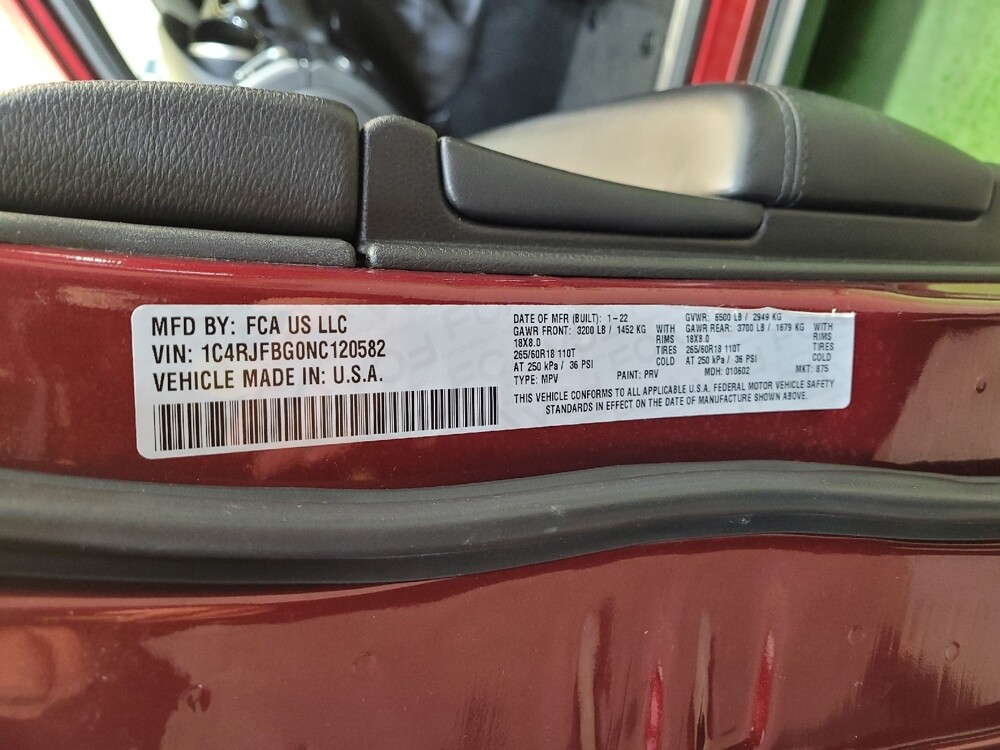 MFD BY: FCA US LLC
VIN: 1C4RJFBG0NC120582
VEHICLE MADE IN: U.S.A.
DATE OF MFR (BUILT): 1-22 GVWR: 6500 LB / 2949 KG
GAWR FRONT: 3200 LB / 1452 KG WITH GAWR REAR: 3700 LB / 1679 KG WITH
18X8.0 RIMS 18X8.0 RIMS
265/60R18 110T TIRES 265/60R18 110T TIRES
AT 250 kPa / 36 PSI COLD AT 250 kPa / 36 PSI COLD
TYPE: MPV PAINT: PRV MDH: 010602 MKT: 875
THIS VEHICLE CONFORMS TO ALL APPLICABLE U.S.A. FEDERAL MOTOR VEHICLE SAFETY
STANDARDS IN EFFECT ON THE DATE OF MANUFACTURE SHOWN ABOVE.